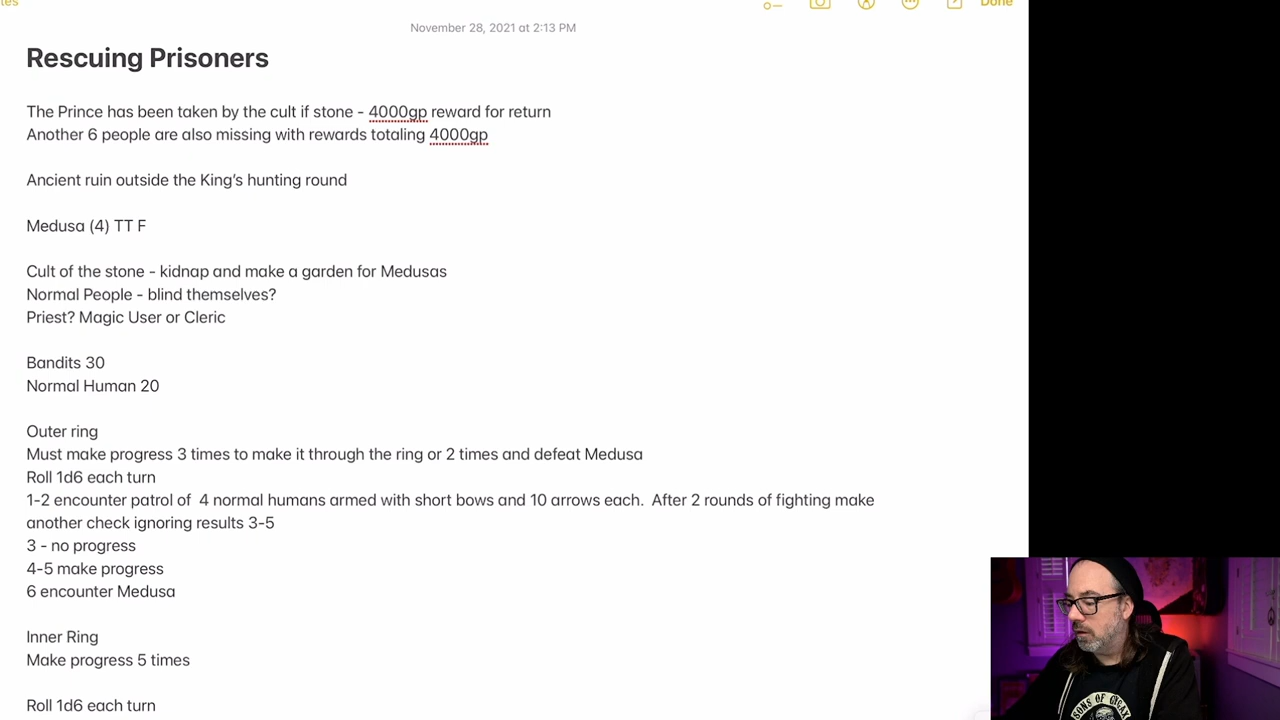 tes
Done
November 28, 2021 at 2:13 PM
Rescuing Prisoners
The Prince has been taken by the cult if stone - 4000gp reward for return
Another 6 people are also missing with rewards totaling 4000gp
Ancient ruin outside the King's hunting round
Medusa (4) TT F
Cult of the stone - kidnap and make a garden for Medusas
Normal People - blind themselves?
Priest? Magic User or Cleric
Bandits 30
Normal Human 20
Outer ring
Must make progress 3 times to make it through the ring or 2 times and defeat Medusa
Roll 1d6 each turn
1-2 encounter patrol of  4 normal humans armed with short bows and 10 arrows each.  After 2 rounds of fighting make
another check ignoring results 3-5
3 - no progress
4-5 make progress
6 encounter Medusa
Inner Ring
Make progress 5 times
Roll 1d6 each turn
SONS OF GYGAX